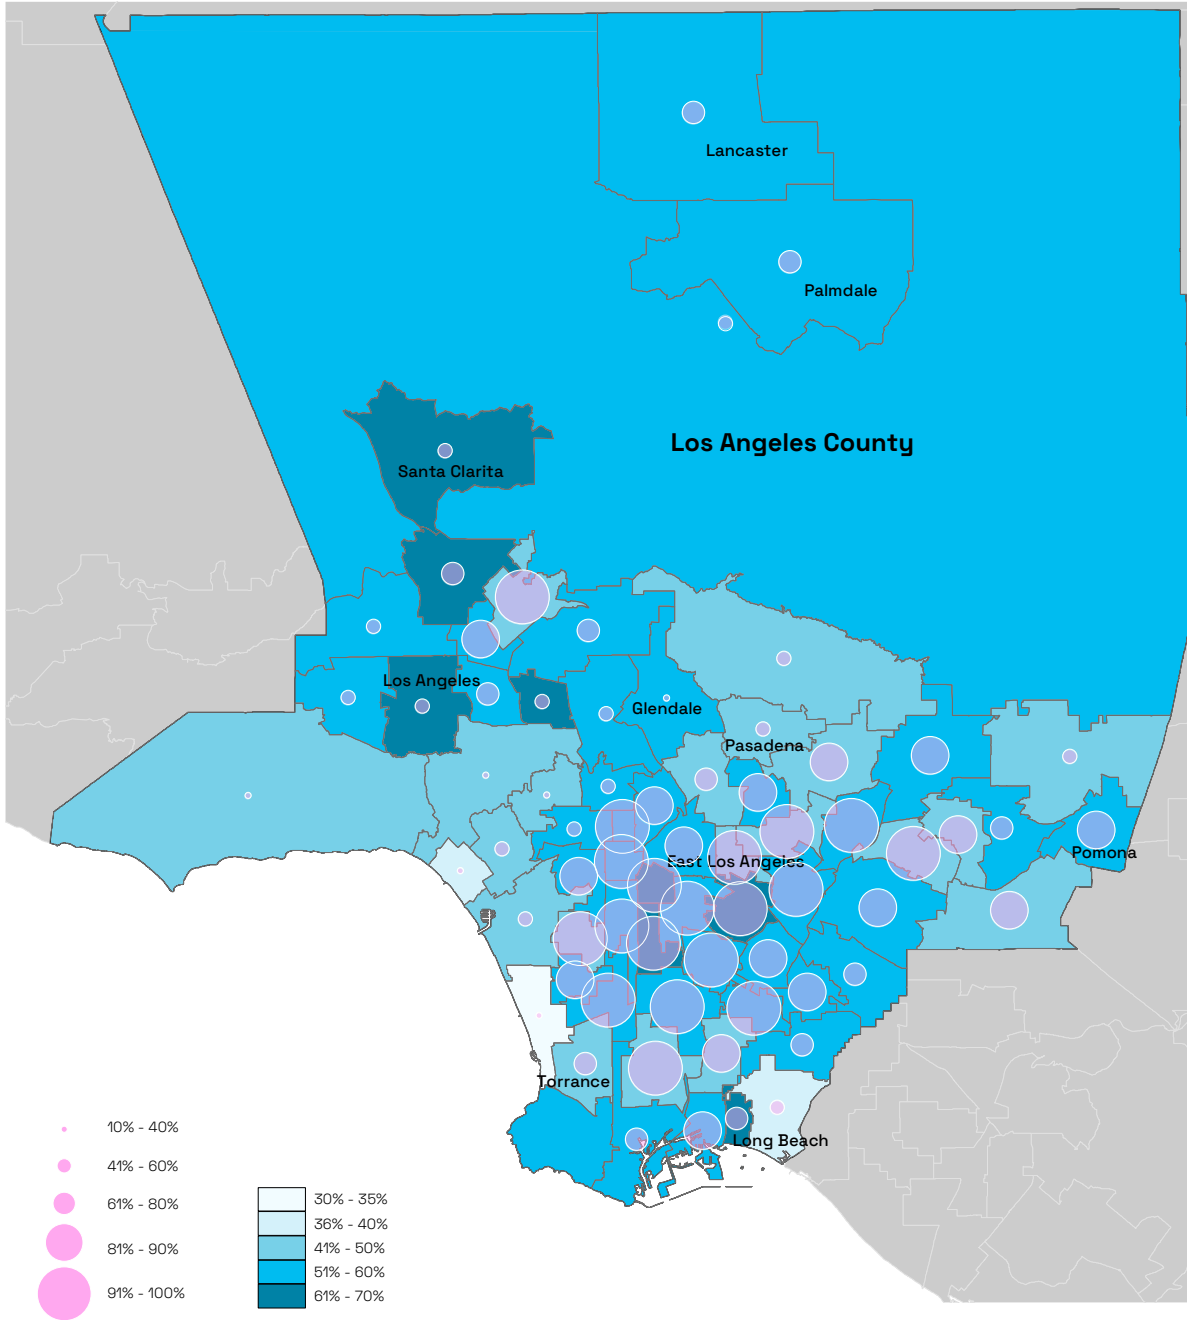 Lancaster
Palmdale
Los Angeles County
Santa Clarita
Los Angeles
Glendale
Pasadena
East Los Angeles
Pomona
Torrance
Long Beach
10% - 40%
41% - 60%
61% - 80%
81% - 90%
91% - 100%
30% - 35%
36% - 40%
41% - 50%
51% - 60%
61% - 70%